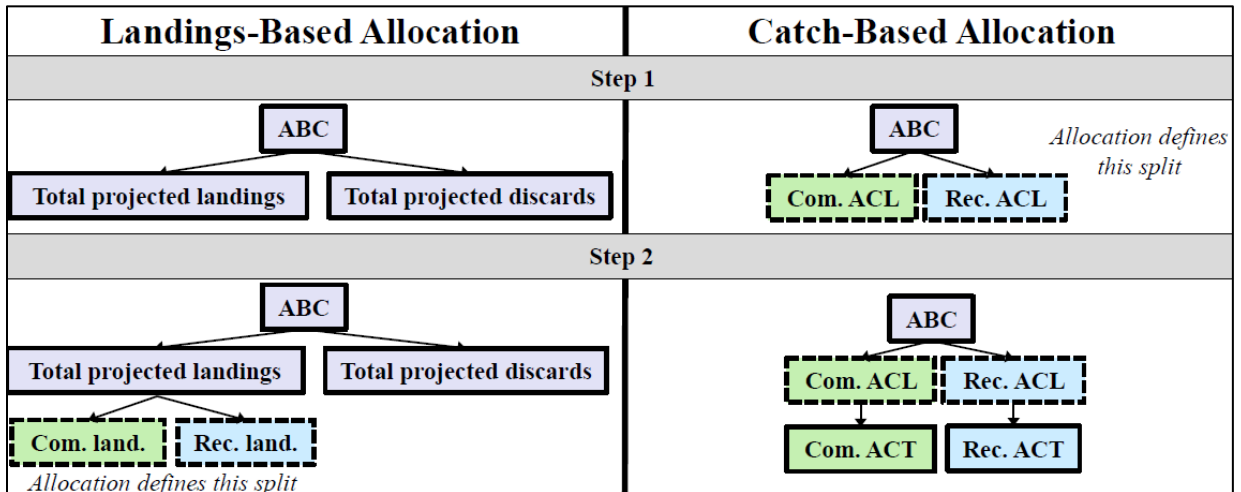 Landings-Based Allocation
Catch-Based Allocation
Step 1
ABC
Total projected landings
Total projected discards
ABC
Allocation defines
this split
Com. ACL
Rec. ACL
Step 2
ABC
Total projected landings
Total projected discards
Com. land.
Rec. land.
Allocation defines this split
ABC
Com. ACL
Rec. ACL
Com. ACT
Rec. ACT